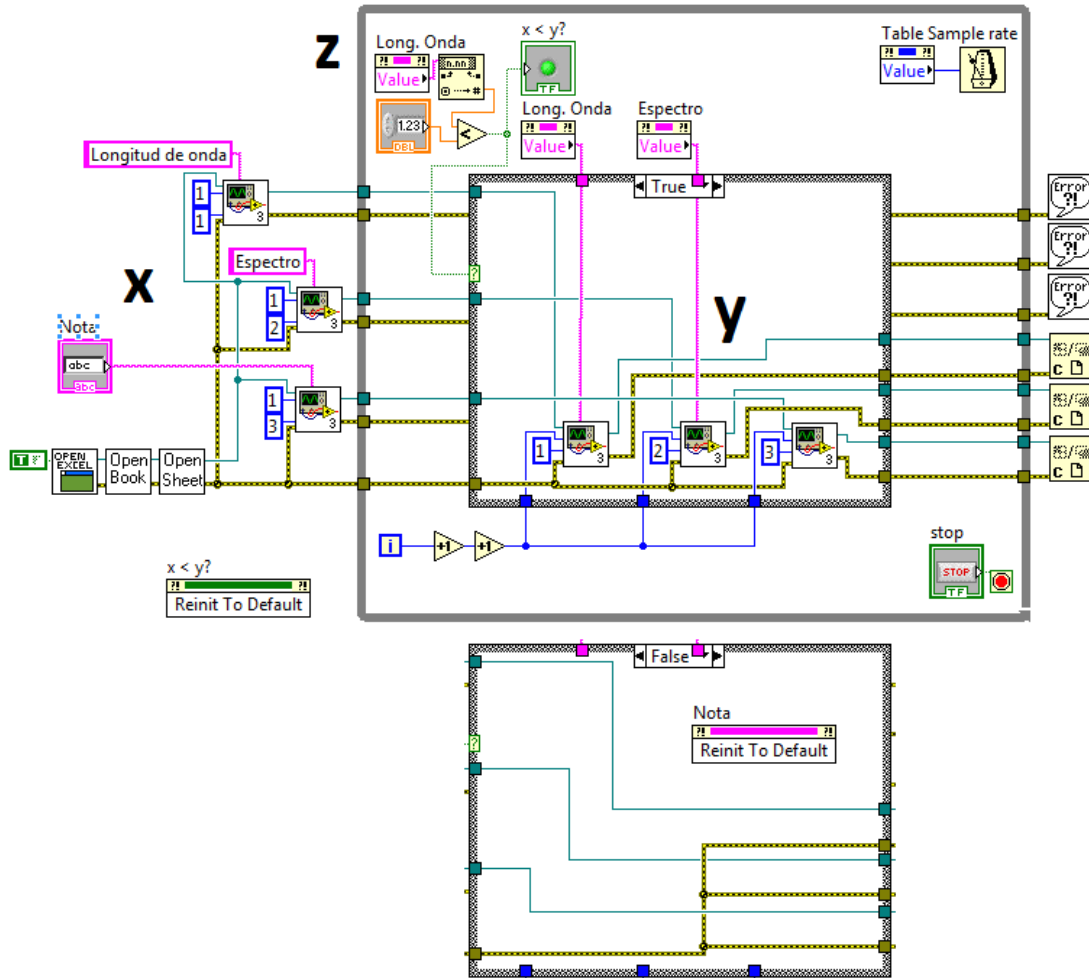 z
Long. Onda
Value
n.nn
#
1.23
DBL
<
x < y?
TF
Long. Onda
Value
Espectro
Value
Table Sample rate
Value
Longitud de onda
1
1
3
True
Error
?!
Error
?!
Error
?!
x
Espectro
1
2
3
?
y
Nota
abc
abc
1
3
3
1
3
2
3
3
3
C
C
C
T F
OPEN EXCEL
Open Book
Open Sheet
i
+1
+1
stop
STOP
TF
x < y?
?! ?!
Reinit To Default
False
?
Nota
?! ?!
Reinit To Default